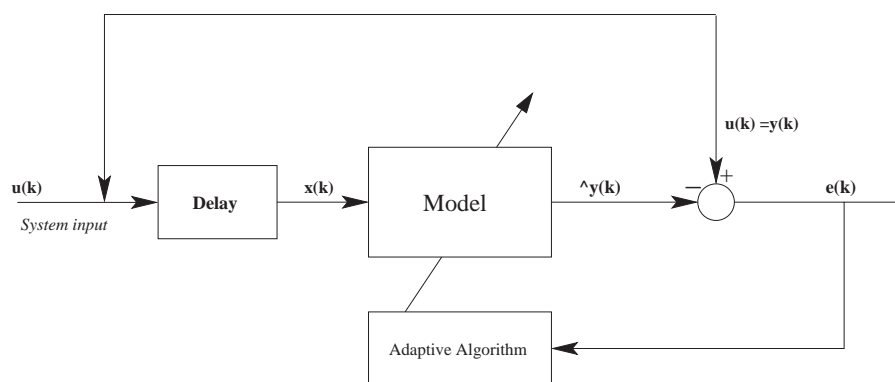 u(k) =y(k)
u(k)
System input
Delay
x(k)
Model
^y(k)
−
+
e(k)
Adaptive Algorithm